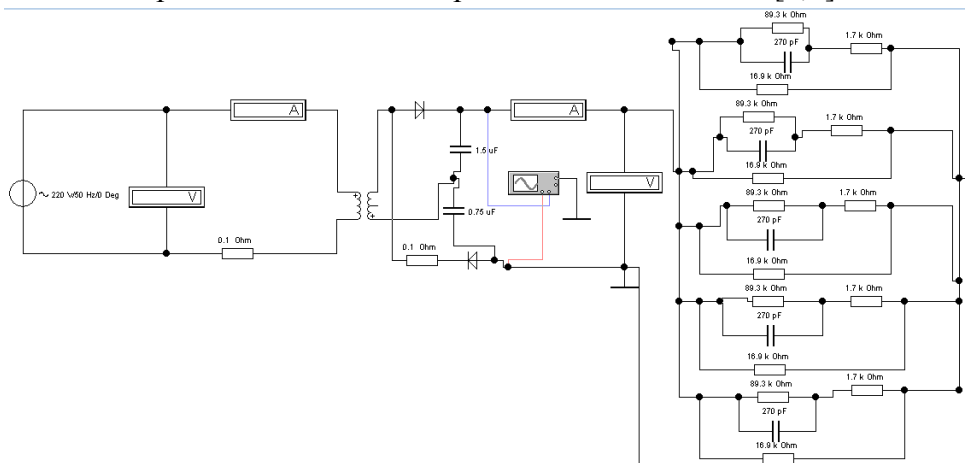 89.3 k Ohm
270 pF
1.7 k Ohm
16.9 k Ohm
A
A
89.3 k Ohm
1.7 k Ohm
270 pF
1.5 uF
16.9 k Ohm
220 V/50 Hz/0 Deg
V
V
89.3 k Ohm
1.7 k Ohm
0.75 uF
270 pF
0.1 Ohm
0.1 Ohm
16.9 k Ohm
89.3 k Ohm
1.7 k Ohm
270 pF
16.9 k Ohm
89.3 k Ohm
1.7 k Ohm
270 pF
16.9 k Ohm